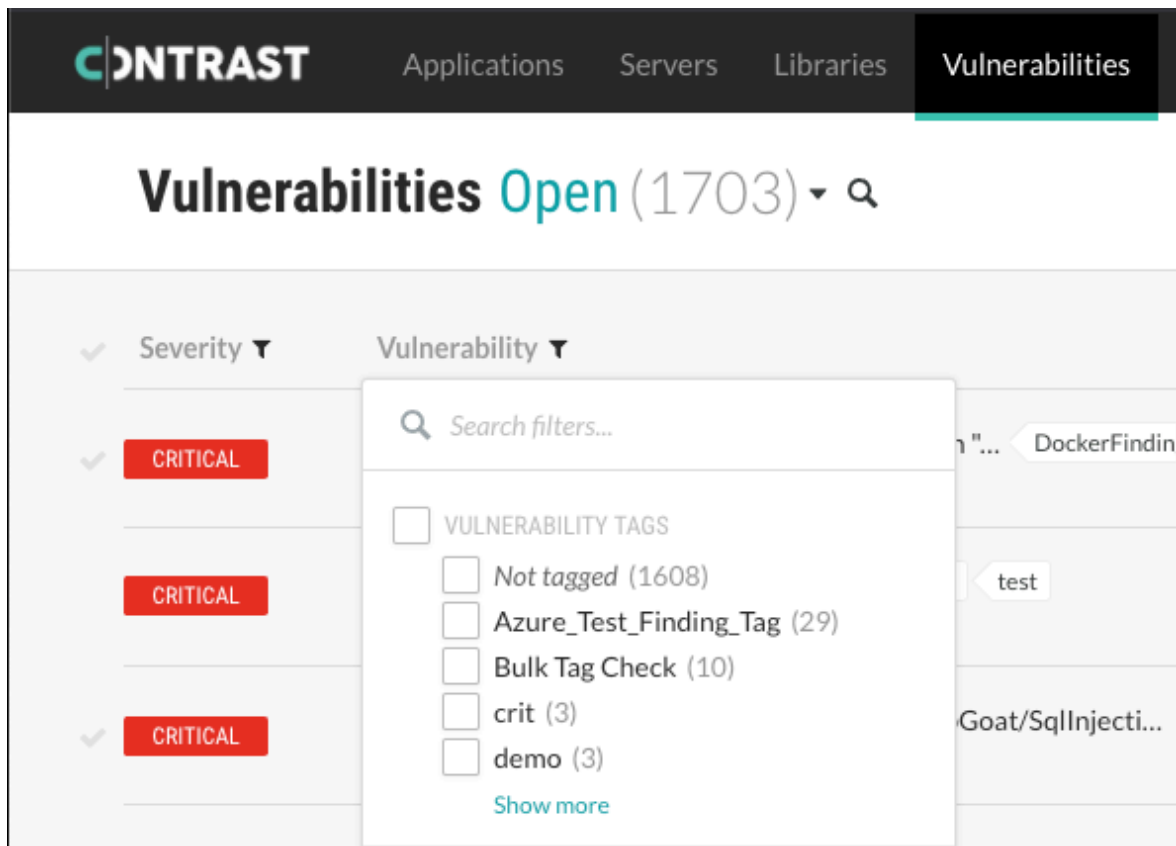 CONTRAST Applications Servers Libraries Vulnerabilities
Vulnerabilities Open (1703)
Severity Vulnerability
Search filters...
CRITICAL "... DockerFindin
VULNERABILITY TAGS
Not tagged (1608)
CRITICAL test
Azure_Test_Finding_Tag (29)
Bulk Tag Check (10)
crit (3)
CRITICAL Goat/SqlInjecti...
demo (3)
Show more